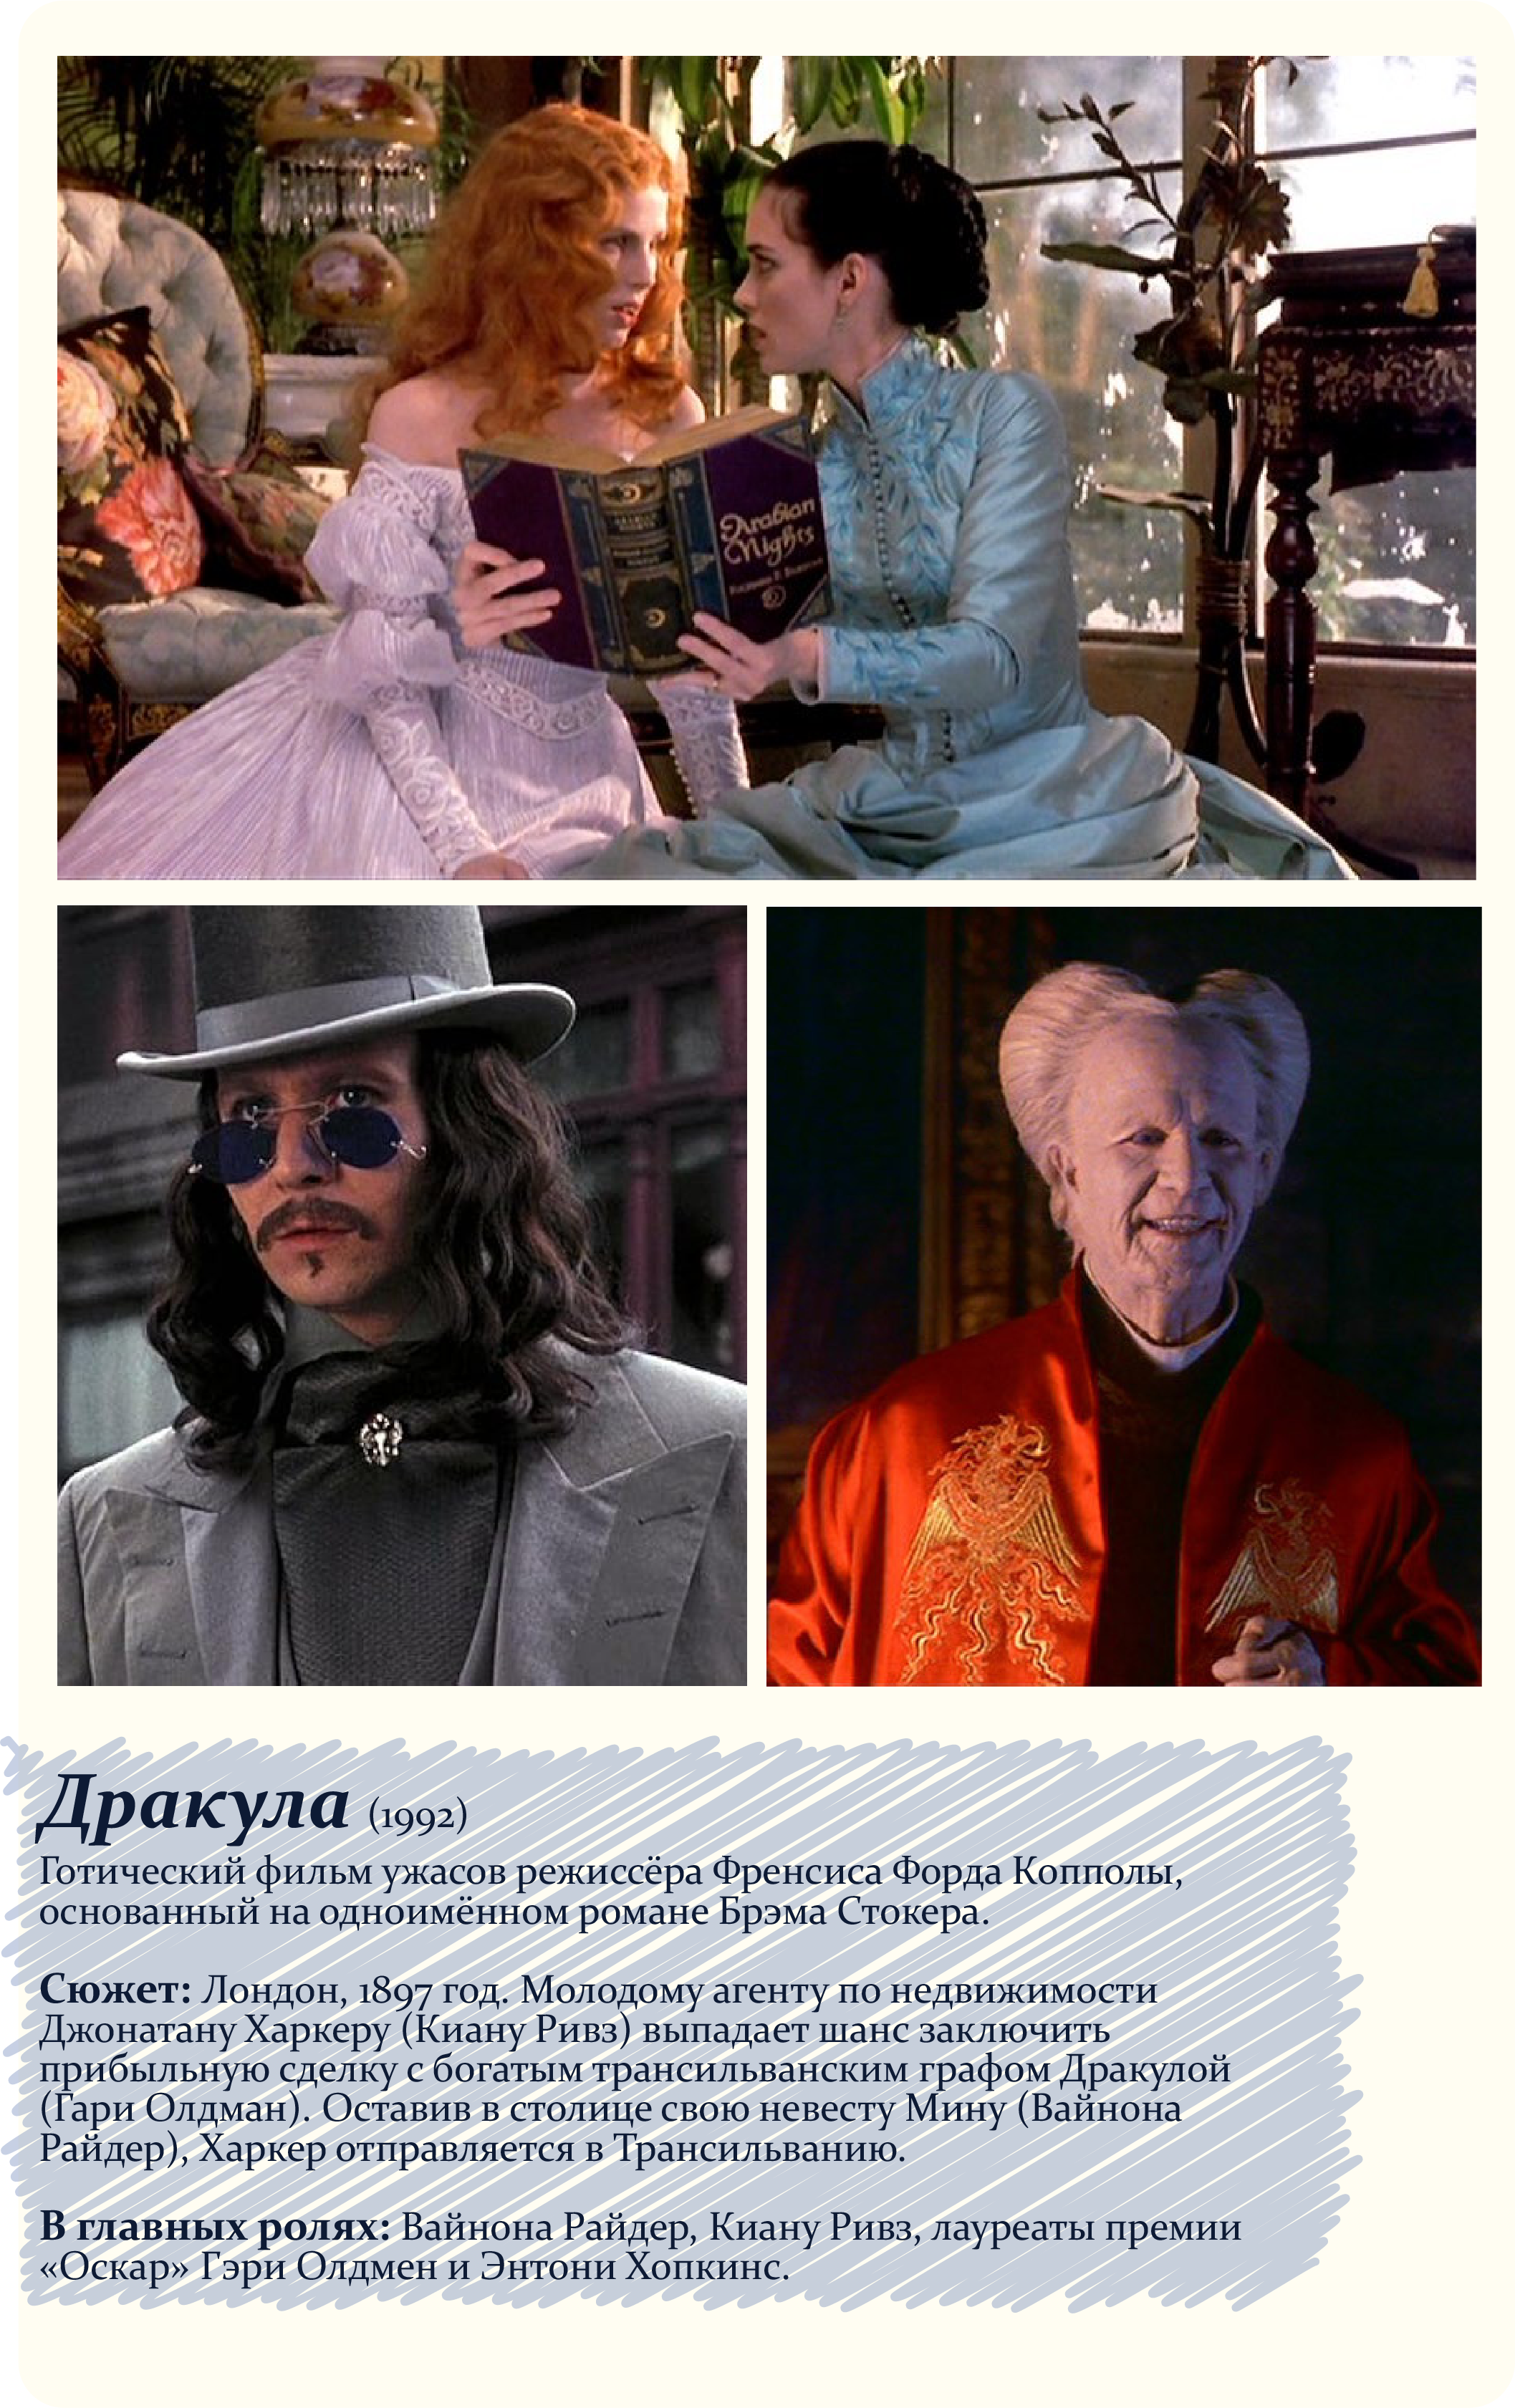 Arabian
Nights
Дракула (1992)
Готический фильм ужасов режиссёра Френсиса Форда Копполы,
основанный на одноимённом романе Брэма Стокера.
Сюжет: Лондон, 1897 год. Молодому агенту по недвижимости
Джонатану Харкеру (Киану Ривз) выпадает шанс заключить
прибыльную сделку с богатым трансильванским графом Дракулой
(Гари Олдман). Оставив в столице свою невесту Мину (Вайнона
Райдер), Харкер отправляется в Трансильванию.
В главных ролях: Вайнона Райдер, Киану Ривз, лауреаты премии
«Оскар» Гэри Олдмен и Энтони Хопкинс.